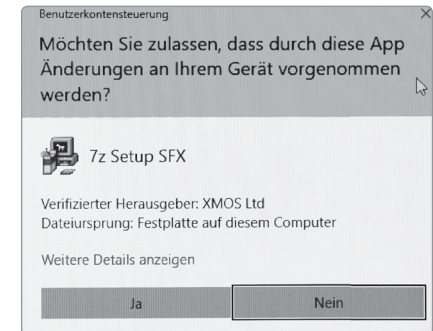 Benutzerkontensteuerung
Möchten Sie zulassen, dass durch diese App
Änderungen an Ihrem Gerät vorgenommen
werden?
7z Setup SFX
Verifizierter Herausgeber: XMOS Ltd
Dateiursprung: Festplatte auf diesem Computer
Weitere Details anzeigen
Ja
Nein